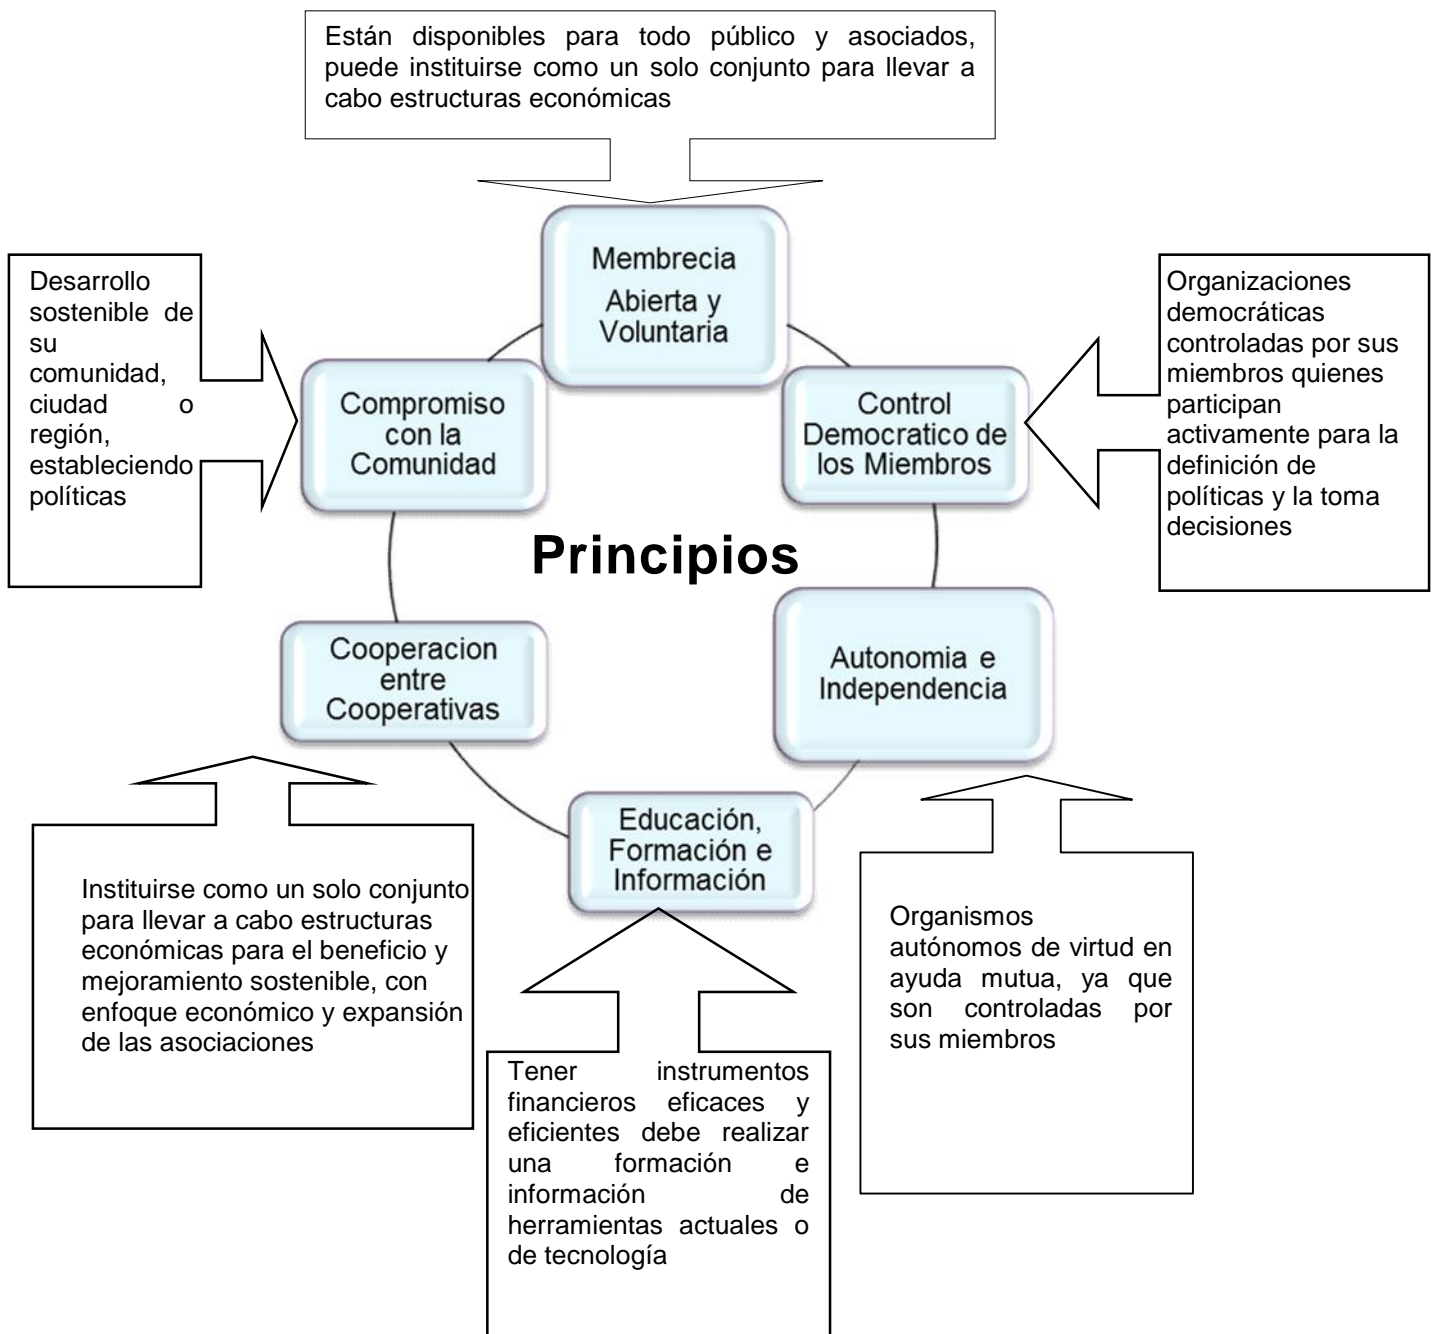 Están disponibles para todo público y asociados,
puede instituirse como un solo conjunto para llevar a
cabo estructuras económicas
Membrecia
Abierta y
Voluntaria
Desarrollo
sostenible de
su
comunidad,
ciudad o
región,
estableciendo
políticas
Compromiso
con la
Comunidad
Control
Democratico de
los Miembros
Organizaciones
democráticas
controladas por sus
miembros quienes
participan
activamente para la
definición de
políticas y la toma
decisiones
Principios
Cooperacion
entre
Cooperativas
Autonomia e
Independencia
Educación,
Formación e
Información
Instituirse como un solo conjunto
para llevar a cabo estructuras
económicas para el beneficio y
mejoramiento sostenible, con
enfoque económico y expansión
de las asociaciones
Tener instrumentos
financieros eficaces y
eficientes debe realizar
una formación e
información de
herramientas actuales o
de tecnología
Organismos
autónomos de virtud en
ayuda mutua, ya que
son controladas por
sus miembros